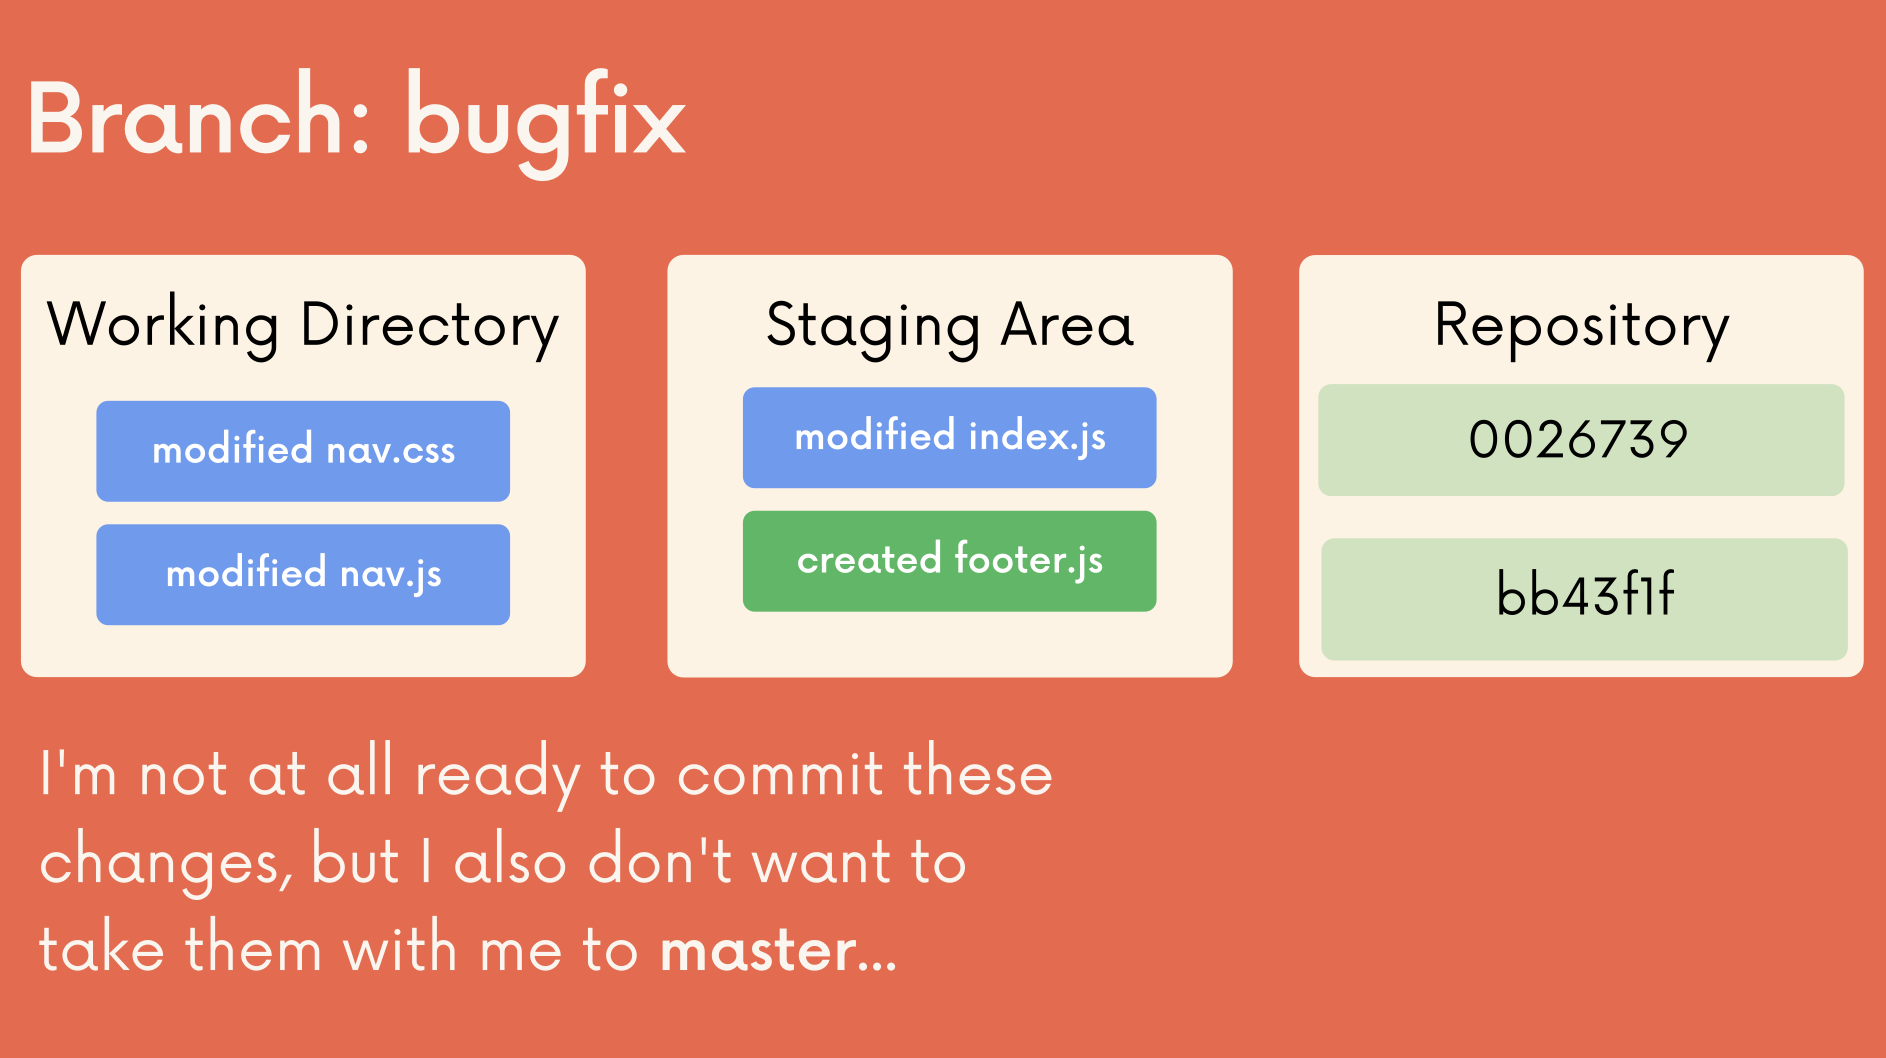 Branch: bugfix
Working Directory
modified nav.css
modified nav.js
Staging Area
modified index.js
created footer.js
Repository
0026739
bb43f1f
I'm not at all ready to commit these
changes, but I also don't want to
take them with me to master...